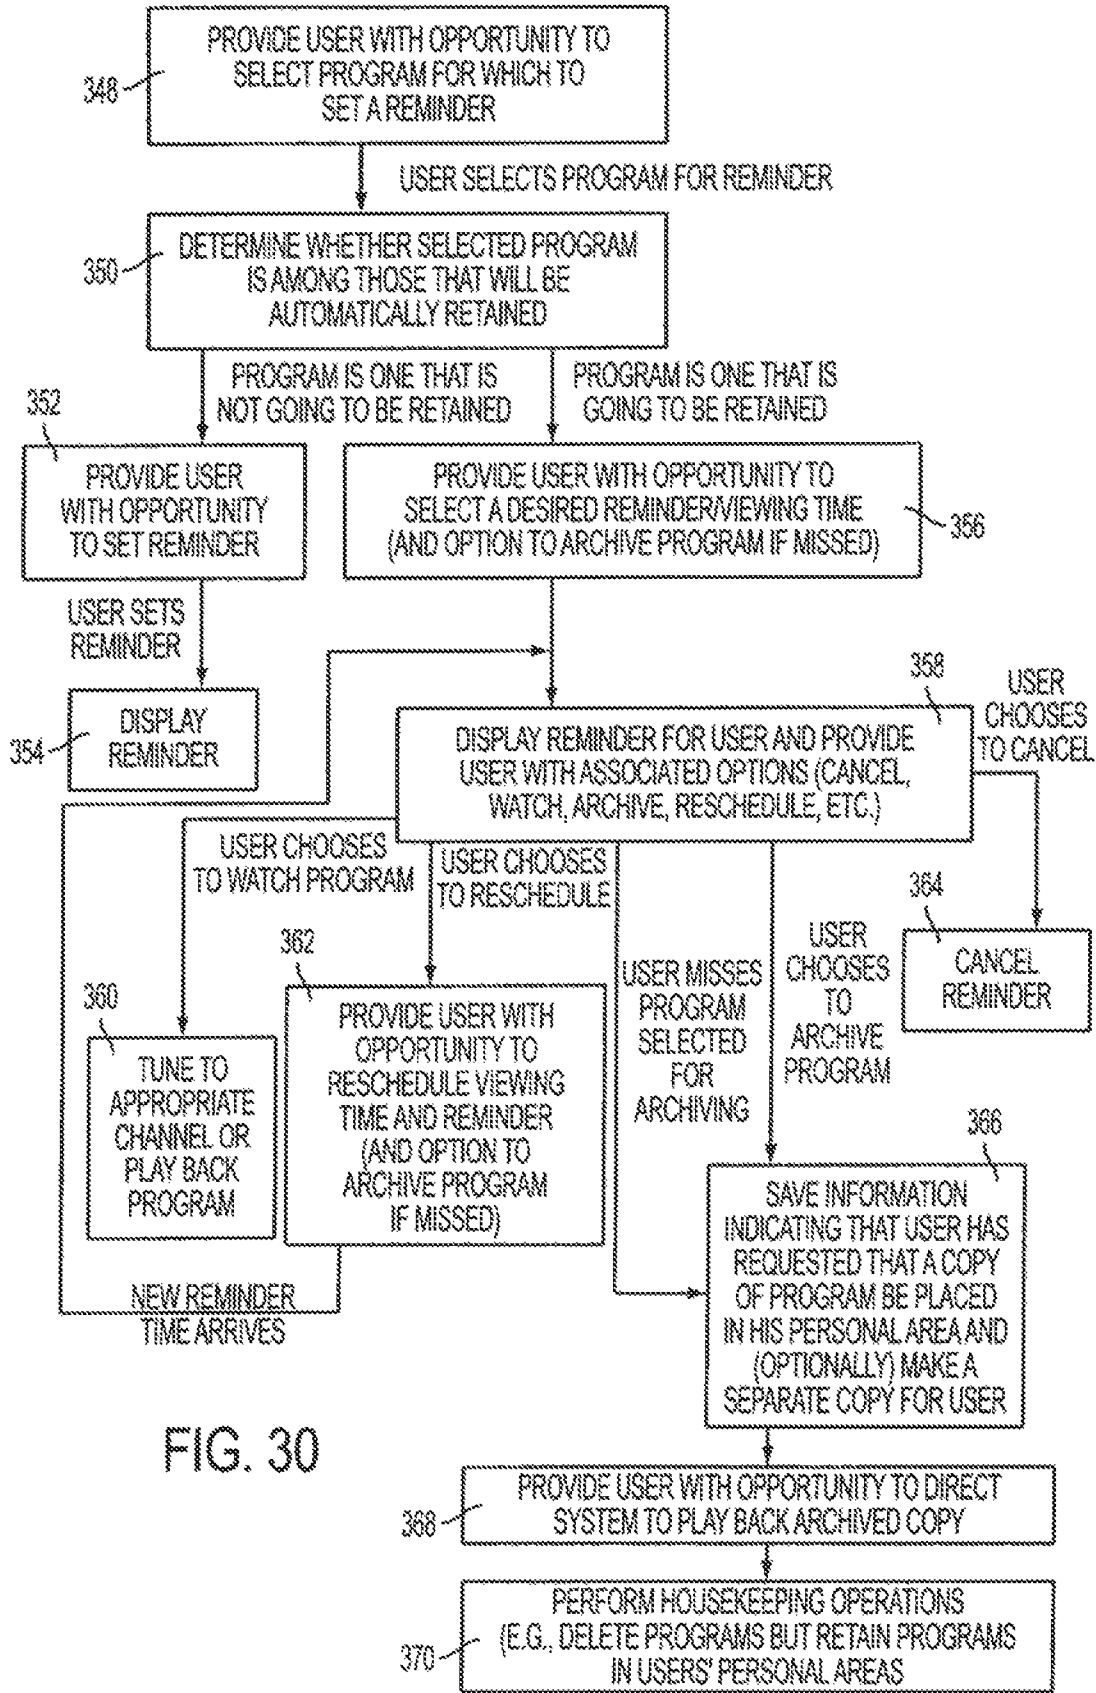 PROVIDE USER WITH OPPORTUNITY TO
SELECT PROGRAM FOR WHICH TO
SET A REMINDER
348
USER SELECTS PROGRAM FOR REMINDER
DETERMINE WHETHER SELECTED PROGRAM
IS AMONG THOSE THAT WILL BE
AUTOMATICALLY RETAINED
350
PROGRAM IS ONE THAT IS
NOT GOING TO BE RETAINED
PROGRAM IS ONE THAT IS
GOING TO BE RETAINED
352
PROVIDE USER
WITH OPPORTUNITY
TO SET REMINDER
PROVIDE USER WITH OPPORTUNITY TO
SELECT A DESIRED REMINDER/VIEWING TIME
(AND OPTION TO ARCHIVE PROGRAM IF MISSED)
356
USER SETS
REMINDER
DISPLAY
REMINDER
354
358
DISPLAY REMINDER FOR USER AND PROVIDE
USER WITH ASSOCIATED OPTIONS (CANCEL,
WATCH, ARCHIVE, RESCHEDULE, ETC.)
USER
CHOOSES
TO CANCEL
USER CHOOSES
TO WATCH PROGRAM
USER CHOOSES
TO RESCHEDULE
364
CANCEL
REMINDER
USER MISSES
PROGRAM
SELECTED
FOR
ARCHIVING
USER
CHOOSES
TO
ARCHIVE
PROGRAM
360
TUNE TO
APPROPRIATE
CHANNEL OR
PLAY BACK
PROGRAM
362
PROVIDE USER WITH
OPPORTUNITY TO
RESCHEDULE VIEWING
TIME AND REMINDER
(AND OPTION TO
ARCHIVE PROGRAM
IF MISSED)
NEW REMINDER
TIME ARRIVES
366
SAVE INFORMATION
INDICATING THAT USER HAS
REQUESTED THAT A COPY
OF PROGRAM BE PLACED
IN HIS PERSONAL AREA AND
(OPTIONALLY) MAKE A
SEPARATE COPY FOR USER
FIG. 30
PROVIDE USER WITH OPPORTUNITY TO DIRECT
SYSTEM TO PLAY BACK ARCHIVED COPY
368
PERFORM HOUSEKEEPING OPERATIONS
(E.G., DELETE PROGRAMS BUT RETAIN PROGRAMS
IN USERS' PERSONAL AREAS
370